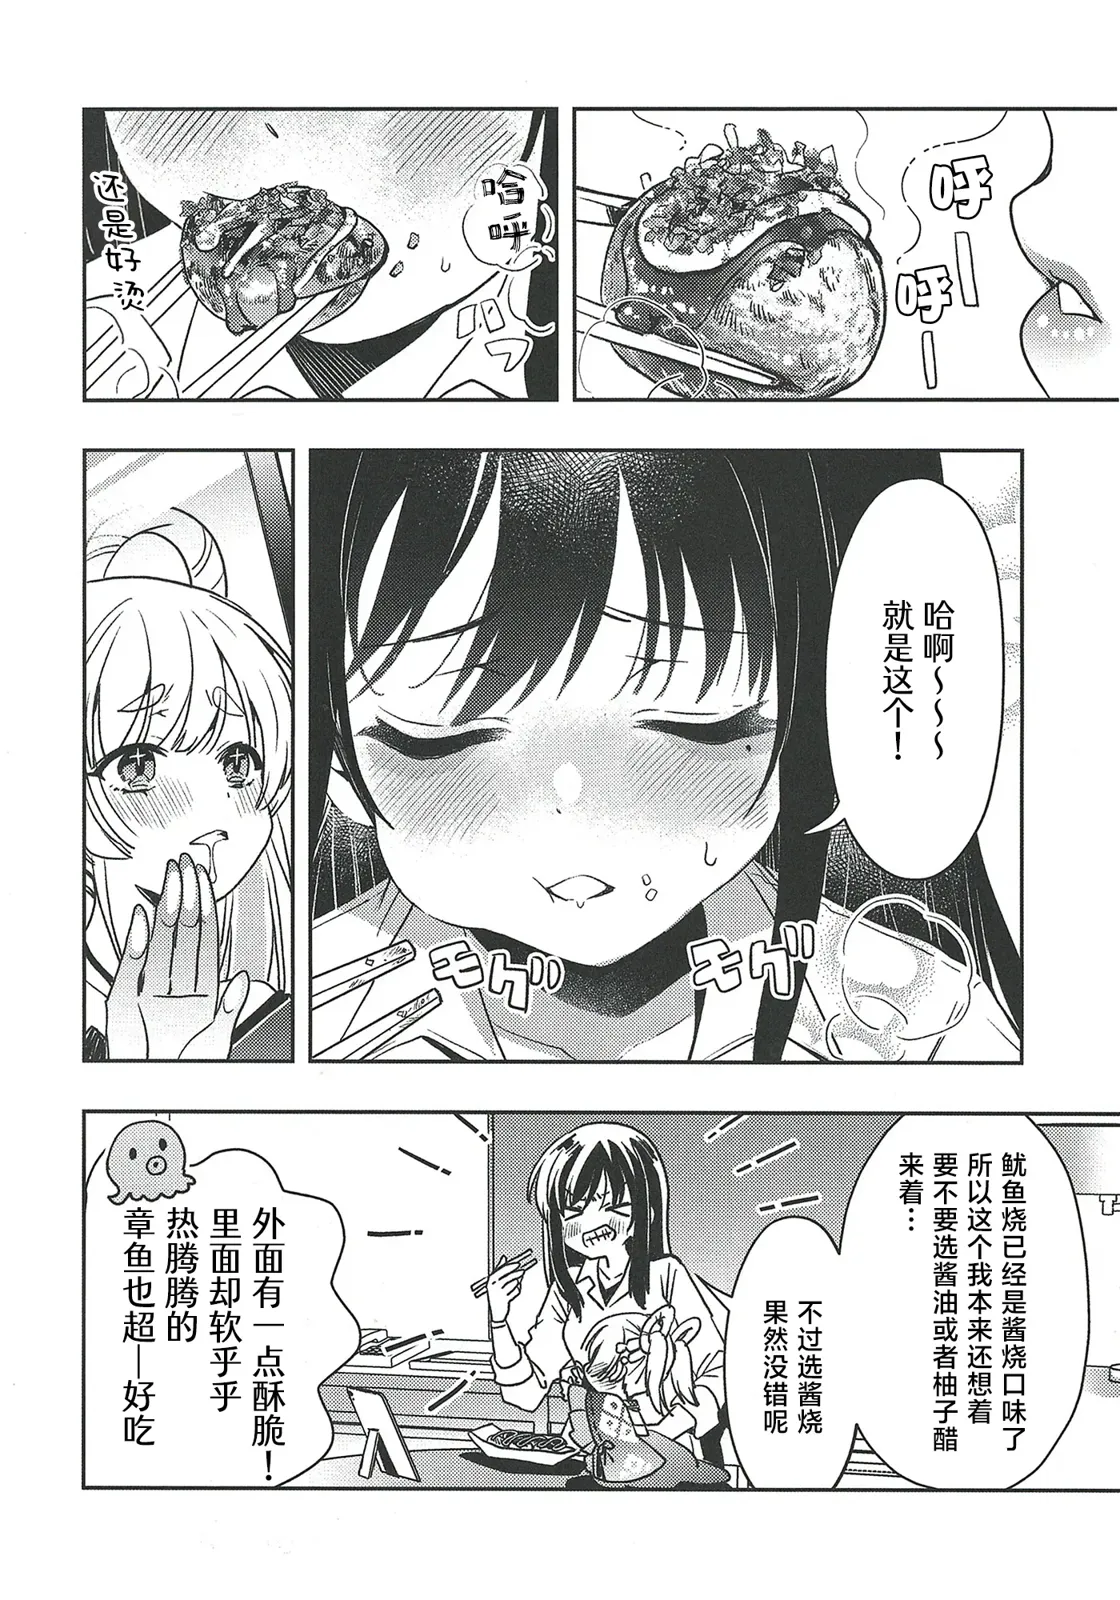 呼——
呼——
哈呼
还是好烫
ハフ
哈啊～～～
就是这个！
モグ
モグ
鱿鱼烧已经是酱烧口味了
所以这个我本来还想着
要不要选酱油或者柚子醋
来着…
不过选酱烧
果然没错呢
外面有一点酥脆！
里面却软乎乎
热腾腾的
章鱼也超—好吃